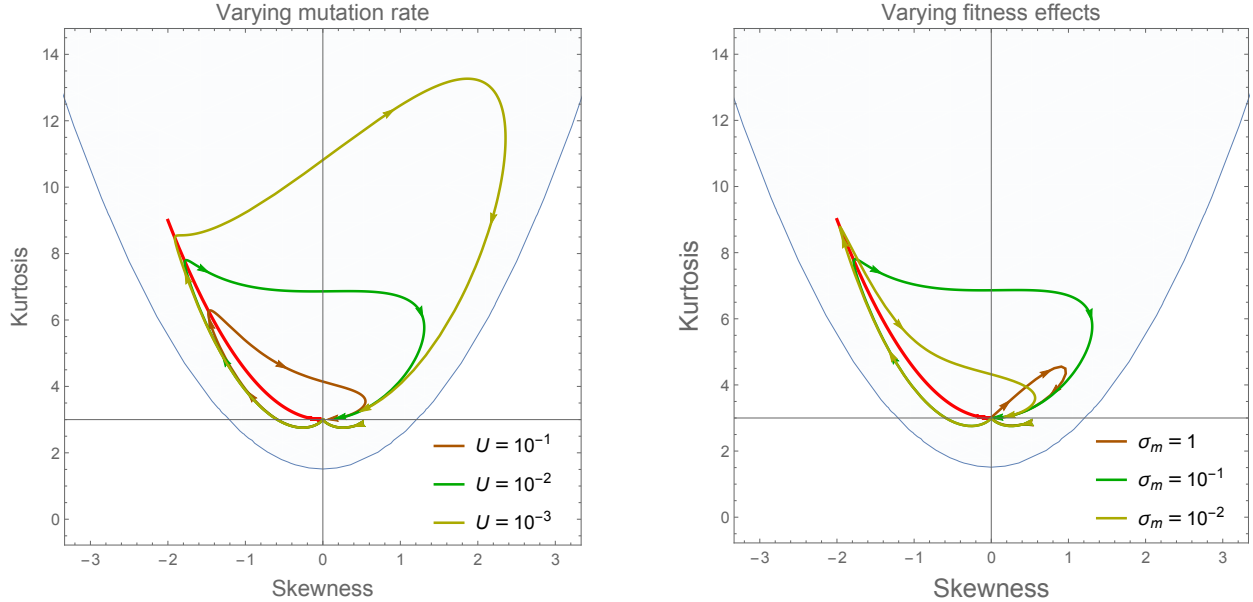 Varying mutation rate
Kurtosis
14
12
10
8
6
4
2
0
U = 10⁻¹
U = 10⁻²
U = 10⁻³
−3 −2 −1 0 1 2 3
Skewness
Varying fitness effects
Kurtosis
14
12
10
8
6
4
2
0
σₘ = 1
σₘ = 10⁻¹
σₘ = 10⁻²
−3 −2 −1 0 1 2 3
Skewness